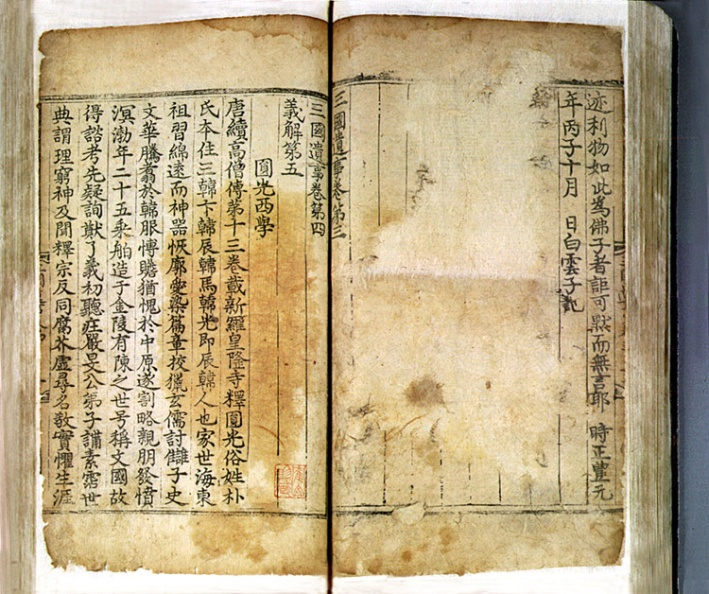 迹利物如此為佛子者詎可黙而無言耶 時正豊元
年丙子十月 日白雲子記
三國遺事卷第三
三國遺事卷第四
義解第五
圓光西學
唐續高僧傳第十三卷載新羅皇隆寺釋圓光俗姓朴
氏本住三韓卞韓辰韓馬韓光即辰韓人也家世海東
祖習綿遠而神器恢廓愛染篇章校獵玄儒討讎子史
文華騰翥於韓服博贍猶愧於中原遂割略親朋發憤
溟渤年二十五乘舶造于金陵有陳之世号稱文國故
得諮考先疑詢猷了義初聽莊嚴旻公弟子講素霑世
典謂理窮神及聞釋宗反同腐芥虛尋名教實懼生涯